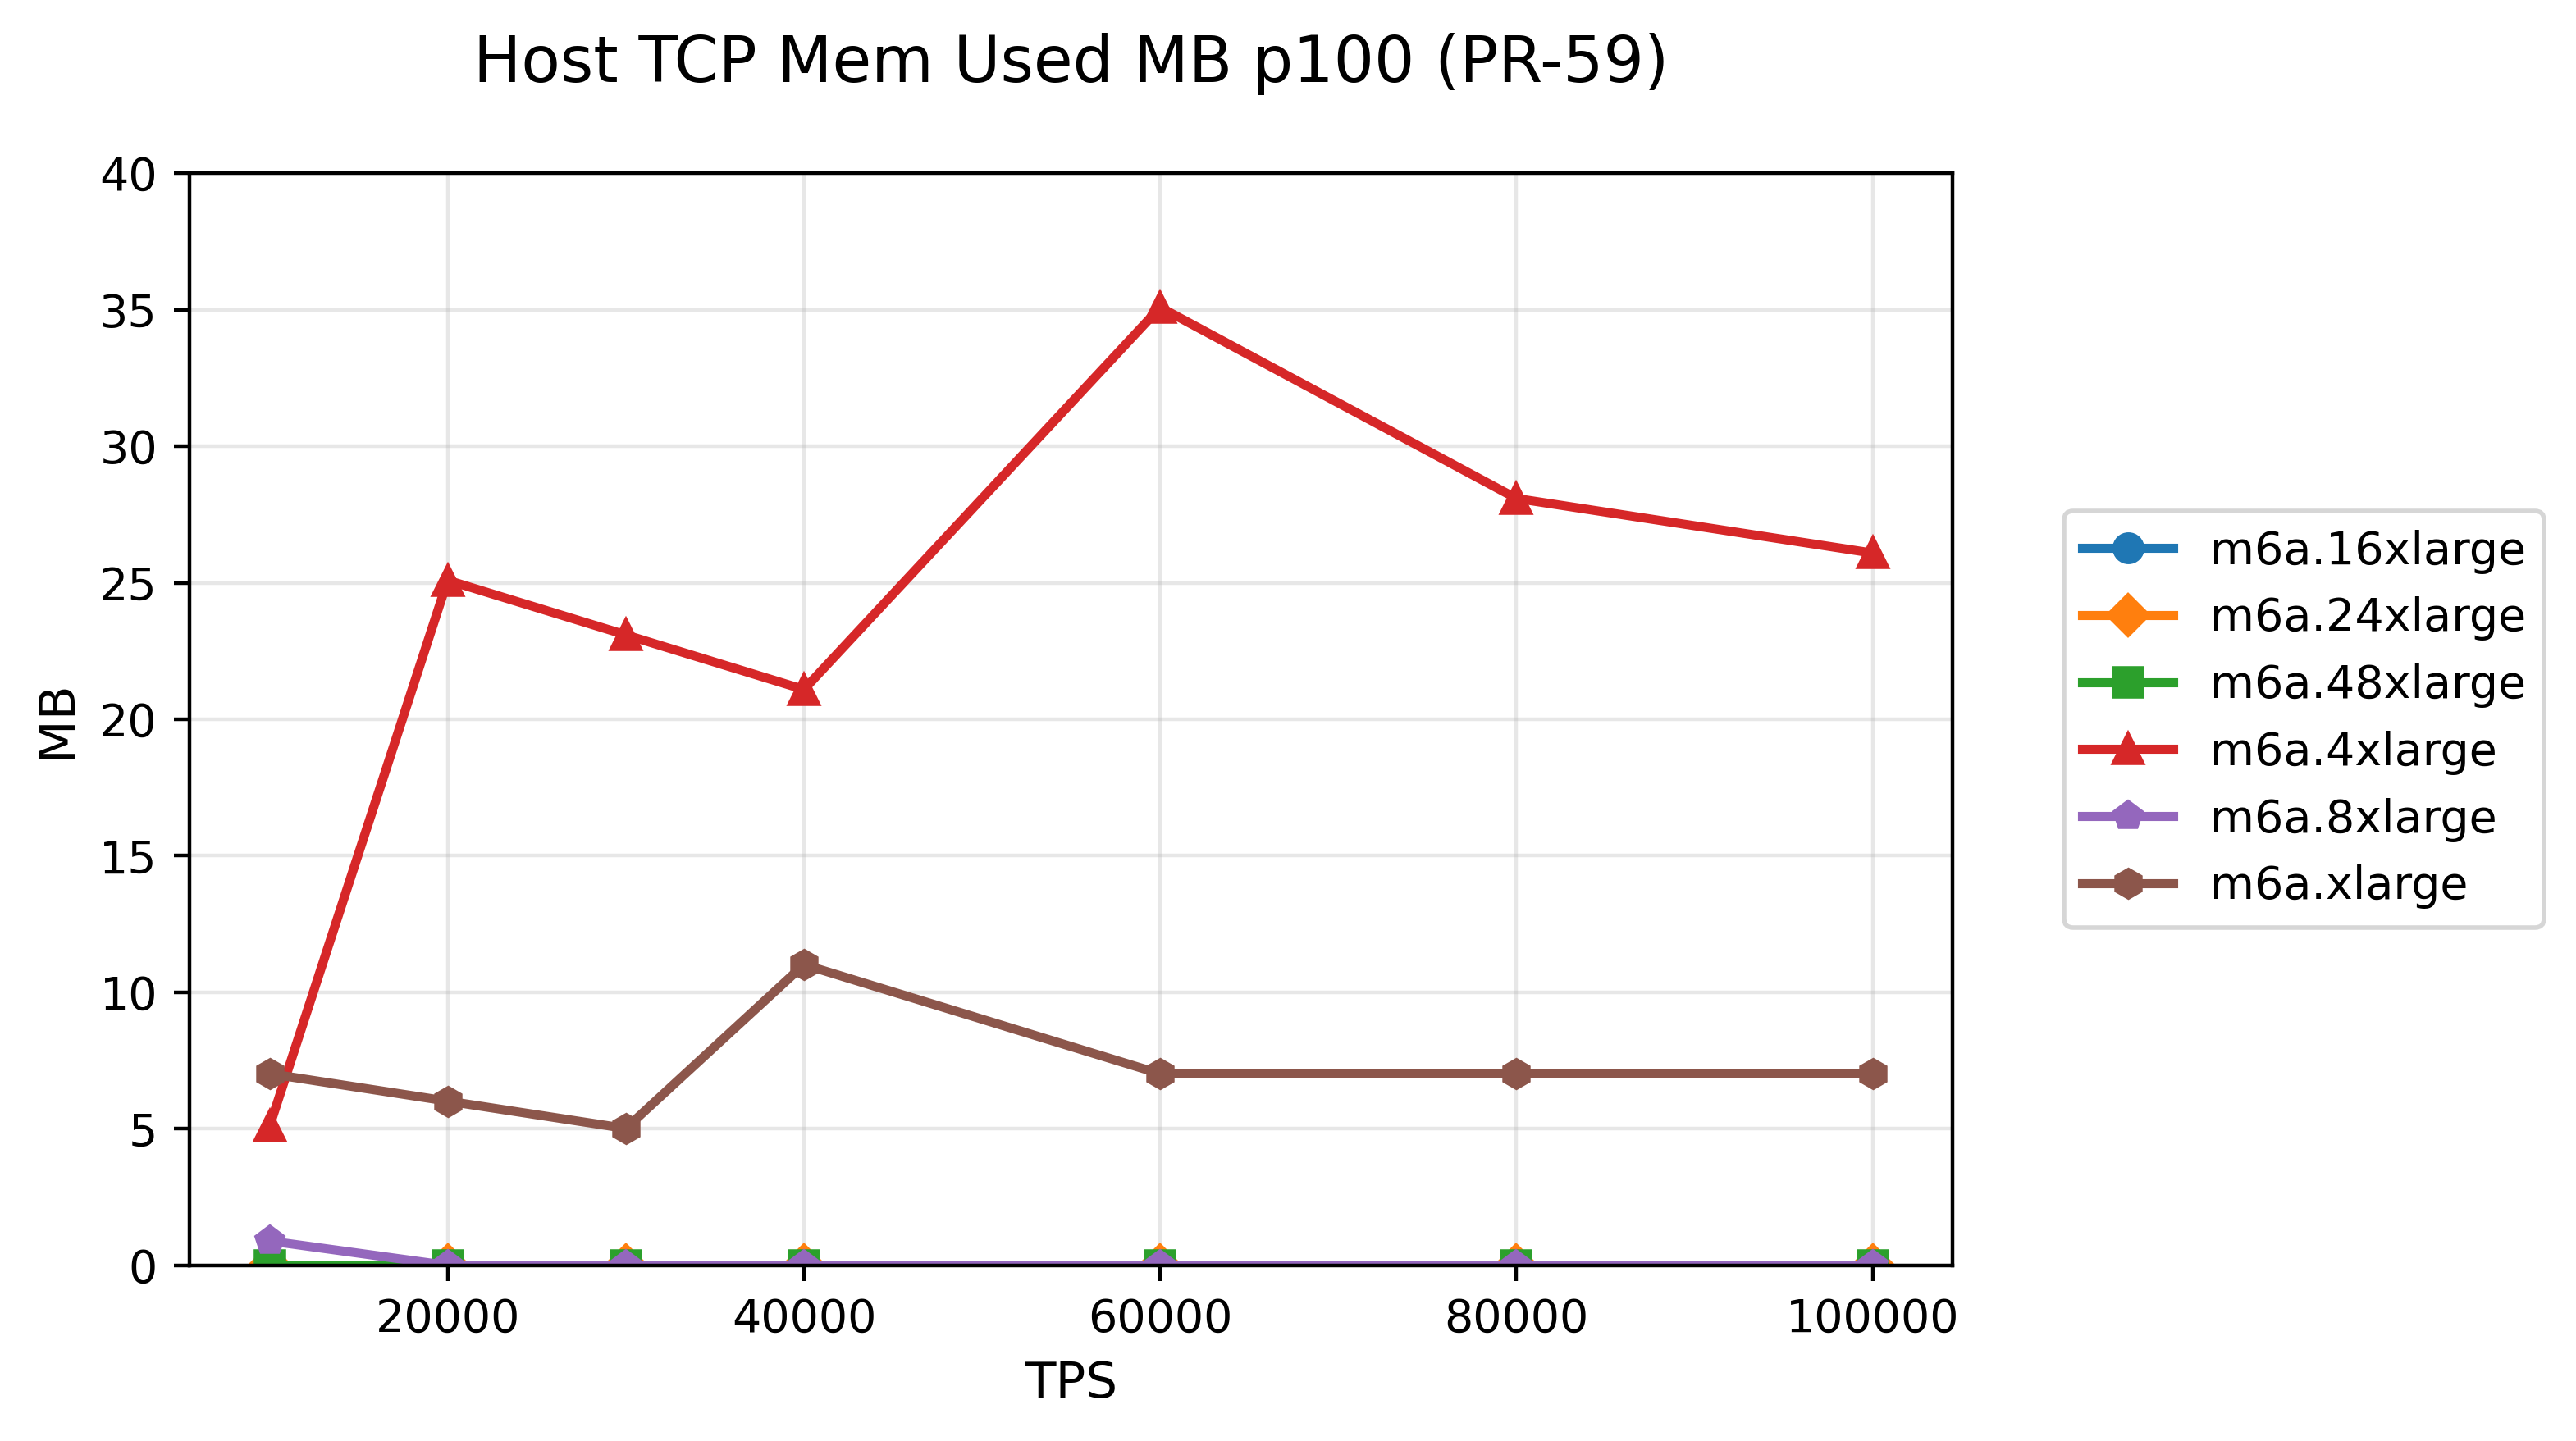 Host TCP Mem Used MB p100 (PR-59)
40
35
30
25
20
15
10
5
0
MB
20000 40000 60000 80000 100000
TPS
m6a.16xlarge
m6a.24xlarge
m6a.48xlarge
m6a.4xlarge
m6a.8xlarge
m6a.xlarge